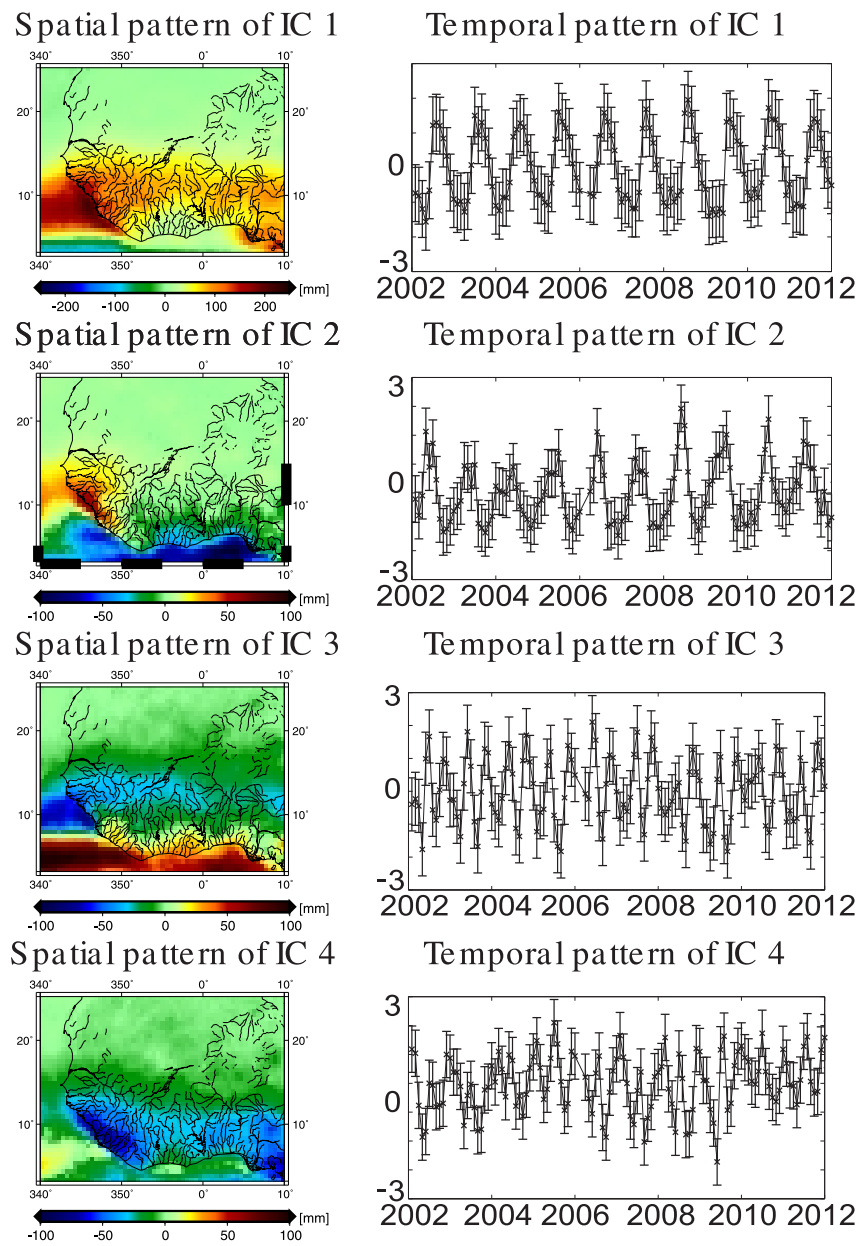 Spatial pattern of IC 1
Temporal pattern of IC 1
340° 350° 0° 10°
20° 20°
10° 10°
340° 350° 0° 10°
-200 -100 0 100 200 [mm]
0
-3
2002 2004 2006 2008 2010 2012
Spatial pattern of IC 2
Temporal pattern of IC 2
340° 350° 0° 10°
20° 20°
10° 10°
340° 350° 0° 10°
-100 -50 0 50 100 [mm]
3
0
-3
2002 2004 2006 2008 2010 2012
Spatial pattern of IC 3
Temporal pattern of IC 3
340° 350° 0° 10°
20° 20°
10° 10°
340° 350° 0° 10°
-100 -50 0 50 100 [mm]
3
0
-3
2002 2004 2006 2008 2010 2012
Spatial pattern of IC 4
Temporal pattern of IC 4
340° 350° 0° 10°
20° 20°
10° 10°
340° 350° 0° 10°
-100 -50 0 50 100 [mm]
3
0
-3
2002 2004 2006 2008 2010 2012